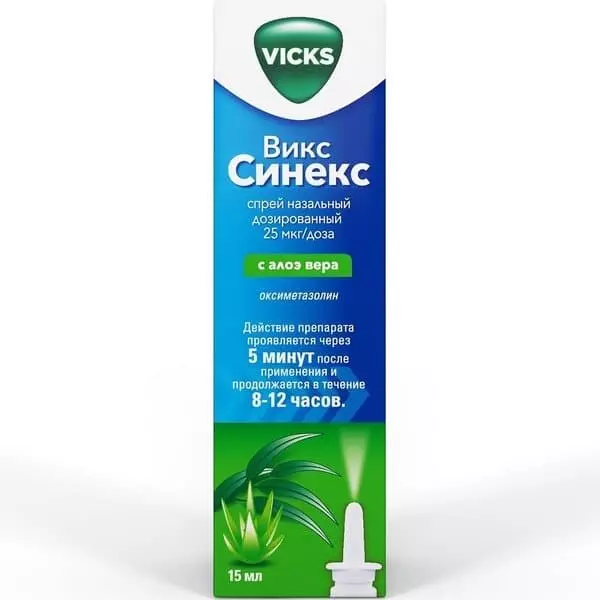 VICKS
Викс
Синекс
спрей назальный
дозированный
25 мкг/доза
с алоэ вера
оксиметазолин
Действие препарата
проявляется через
5 минут после
применения и
продолжается в течение
8-12 часов.
15 мл